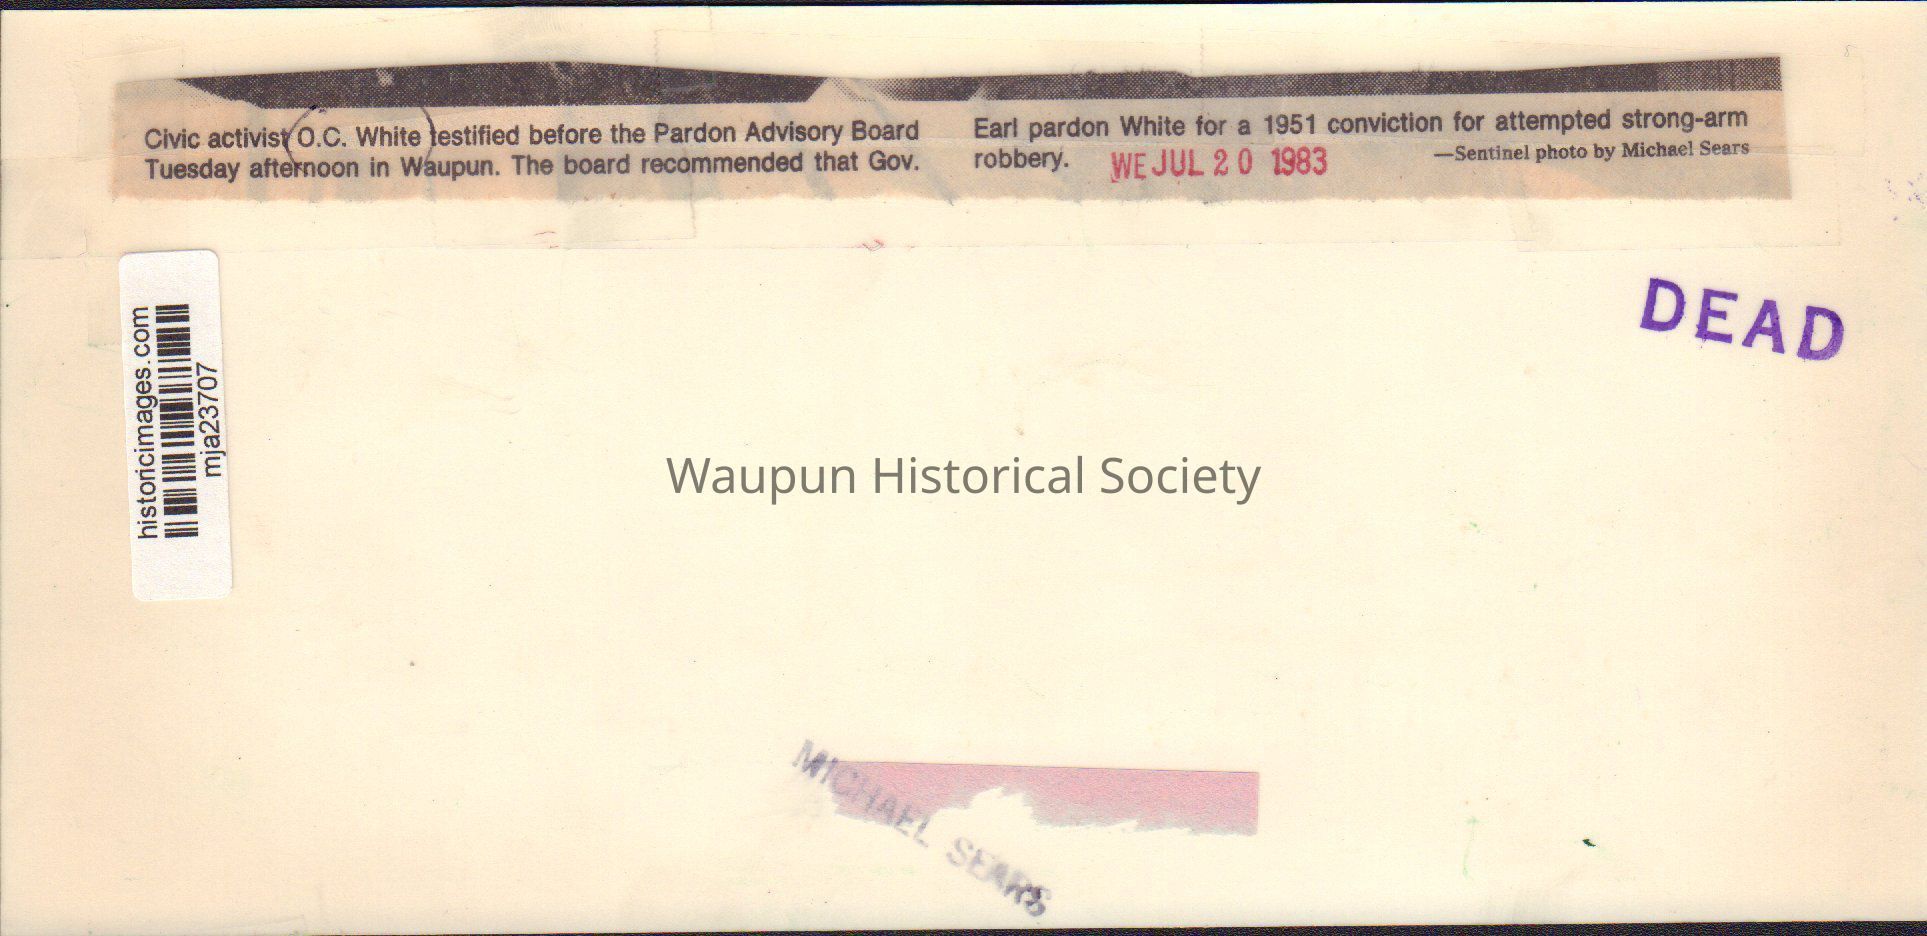 Civic activist O.C. White testified before the Pardon Advisory Board
Tuesday afternoon in Waupun. The board recommended that Gov.
Earl pardon White for a 1951 conviction for attempted strong-arm
robbery.
—Sentinel photo by Michael Sears
WE JUL 20 1983
DEAD
historicimages.com
mja23707
Waupun Historical Society
MICHAEL SEARS